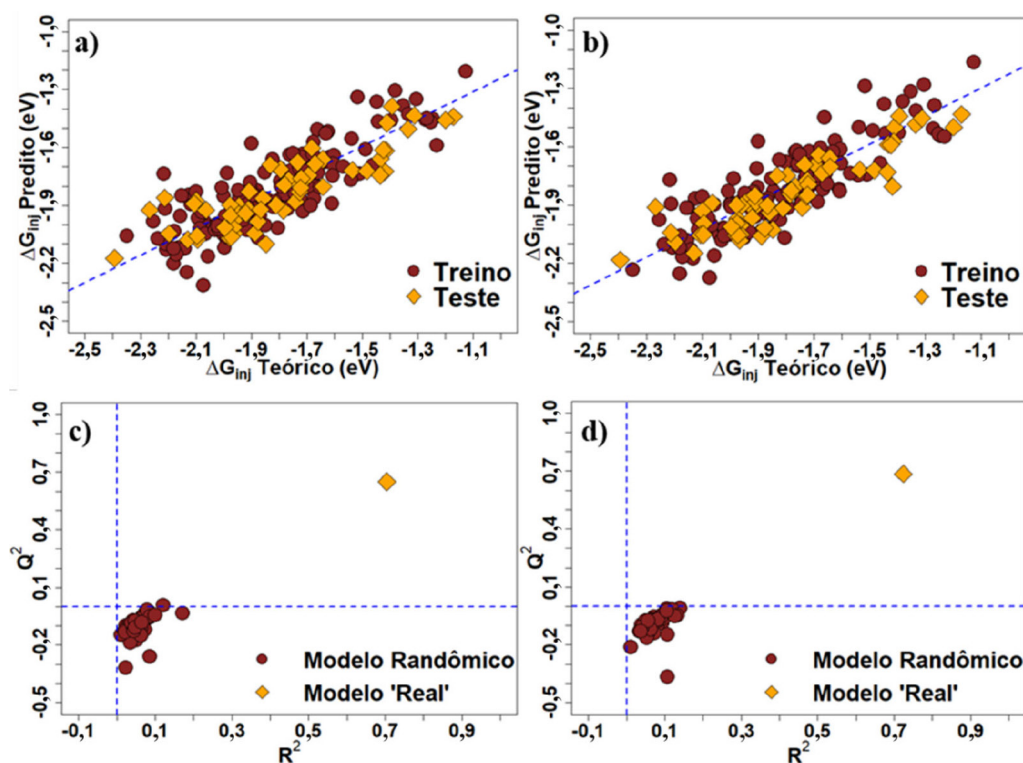 a)
ΔG_inj Predito (eV)
-1,0
-1,3
-1,6
-1,9
-2,2
-2,5
Treino
Teste
-2,5 -2,3 -2,1 -1,9 -1,7 -1,5 -1,3 -1,1
ΔG_inj Teórico (eV)
b)
ΔG_inj Predito (eV)
-1,0
-1,3
-1,6
-1,9
-2,2
-2,5
Treino
Teste
-2,5 -2,3 -2,1 -1,9 -1,7 -1,5 -1,3 -1,1
ΔG_inj Teórico (eV)
c)
Q²
1,0
0,7
0,4
0,1
-0,2
-0,5
Modelo Randômico
Modelo 'Real'
-0,1 0,1 0,3 0,5 0,7 0,9
R²
d)
Q²
1,0
0,7
0,4
0,1
-0,2
-0,5
Modelo Randômico
Modelo 'Real'
-0,1 0,1 0,3 0,5 0,7 0,9
R²